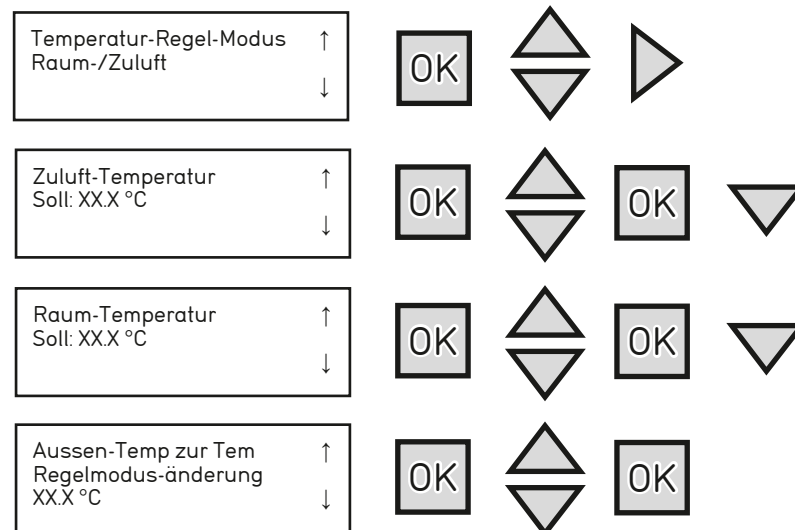 Temperatur-Regel-Modus ↑
Raum-/Zuluft
↓
OK
Zuluft-Temperatur ↑
Soll: XX.X °C
↓
OK OK
Raum-Temperatur ↑
Soll: XX.X °C
↓
OK OK
Aussen-Temp zur Tem ↑
Regelmodus-änderung
XX.X °C ↓
OK OK